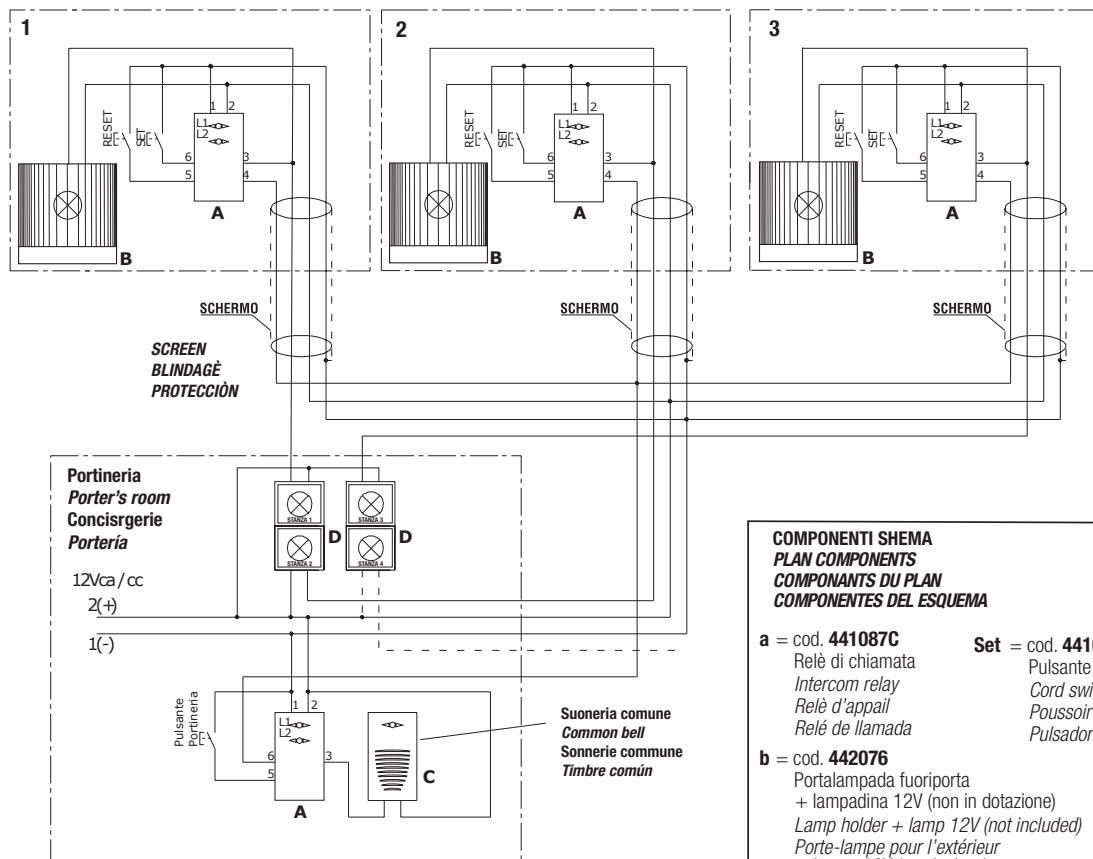 1
2
3
1 2
1 2
1 2
RESET
SET
L1
L2
RESET
SET
L1
L2
RESET
SET
L1
L2
6 3
5 4
6 3
5 4
6 3
5 4
A
A
A
B
B
B
SCHERMO
SCHERMO
SCHERMO
SCREEN
BLINDAGÈ
PROTECCIÒN
Portineria
Porter's room
Concisrgerie
Portería
STANZA 1
STANZA 3
D
D
STANZA 2
STANZA 4
12Vca / cc
2(+)
1(-)
Pulsante
Portineria
1 2
L1
L2
6 3
5
A
C
Suoneria comune
Common bell
Sonnerie commune
Timbre común
COMPONENTI SHEMA
PLAN COMPONENTS
COMPONANTS DU PLAN
COMPONENTES DEL ESQUEMA
a = cod. 441087C
Relè di chiamata
Intercom relay
Relè d'appail
Relé de llamada
Set = cod. 441
Pulsante
Cord swi
Poussoir
Pulsador
b = cod. 442076
Portalampada fuoriporta
+ lampadina 12V (non in dotazione)
Lamp holder + lamp 12V (not included)
Porte-lampe pour l'extérieur